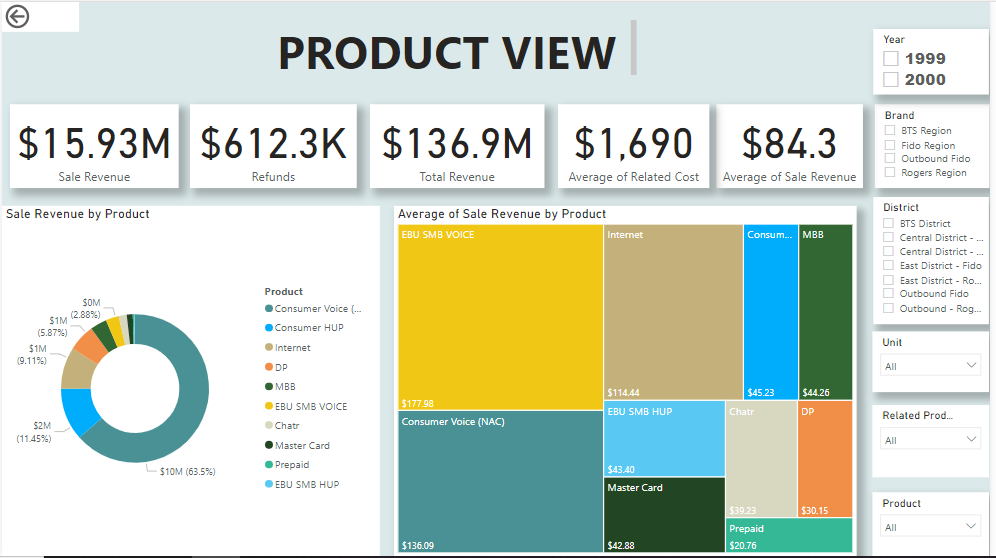 PRODUCT VIEW
$15.93M
Sale Revenue
$612.3K
Refunds
$136.9M
Total Revenue
$1,690
Average of Related Cost
$84.3
Average of Sale Revenue
Year
1999
2000
Brand
BTS Region
Fido Region
Outbound Fido
Rogers Region
District
BTS District
Central District - ...
Central District - ...
East District - Fido
East District - Ro...
Outbound Fido
Outbound - Rog...
Unit
All
Related Prod...
All
Product
All
Sale Revenue by Product
$0M
(2.88%)
$1M
(5.87%)
$1M
(9.11%)
$2M
(11.45%)
$10M (63.5%)
Product
Consumer Voice (...
Consumer HUP
Internet
DP
MBB
EBU SMB VOICE
Chatr
Master Card
Prepaid
EBU SMB HUP
Average of Sale Revenue by Product
EBU SMB VOICE
$177.98
Consumer Voice (NAC)
$136.09
Internet
$114.44
Consum...
$45.23
MBB
$44.26
EBU SMB HUP
$43.40
Master Card
$42.88
Chatr
$39.23
DP
$30.15
Prepaid
$20.76